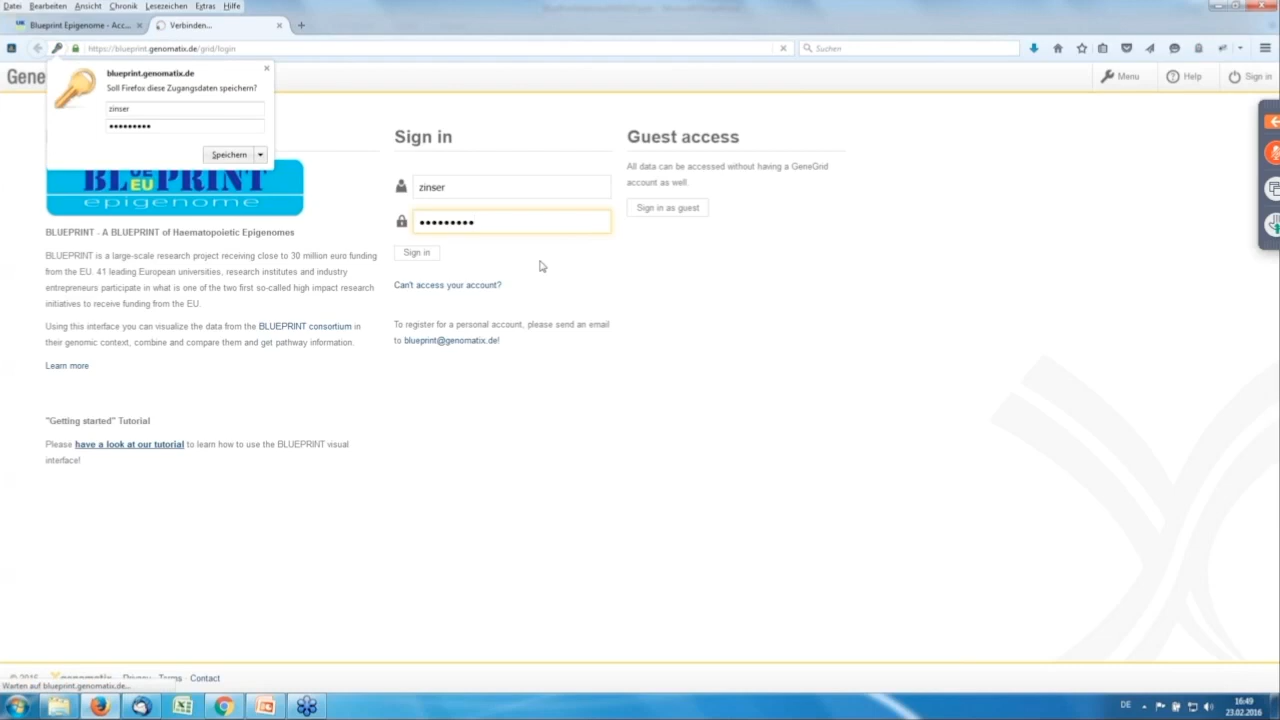 Datei Bearbeiten Ansicht Chronik Lesezeichen Extras Hilfe
Blueprint Epigenome - Acc...
Verbinden...
https://blueprint.genomatix.de/grid/login
Suchen
Gene
Menu
Help
Sign in
blueprint.genomatix.de
Soll Firefox diese Zugangsdaten speichern?
zinser
•••••••••
Speichern
BLUEPRINT
EU
epigenome
BLUEPRINT - A BLUEPRINT of Haematopoietic Epigenomes
BLUEPRINT is a large-scale research project receiving close to 30 million euro funding
from the EU. 41 leading European universities, research institutes and industry
entrepreneurs participate in what is one of the two first so-called high impact research
initiatives to receive funding from the EU.
Using this interface you can visualize the data from the BLUEPRINT consortium in
their genomic context, combine and compare them and get pathway information.
Learn more
"Getting started" Tutorial
Please have a look at our tutorial to learn how to use the BLUEPRINT visual
interface!
Sign in
zinser
•••••••••
Sign in
Can't access your account?
To register for a personal account, please send an email
to blueprint@genomatix.de!
Guest access
All data can be accessed without having a GeneGrid
account as well.
Sign in as guest
© 2015 genomatix Privacy Terms Contact
Warten auf blueprint.genomatix.de...
DE
16:49
23.02.2016